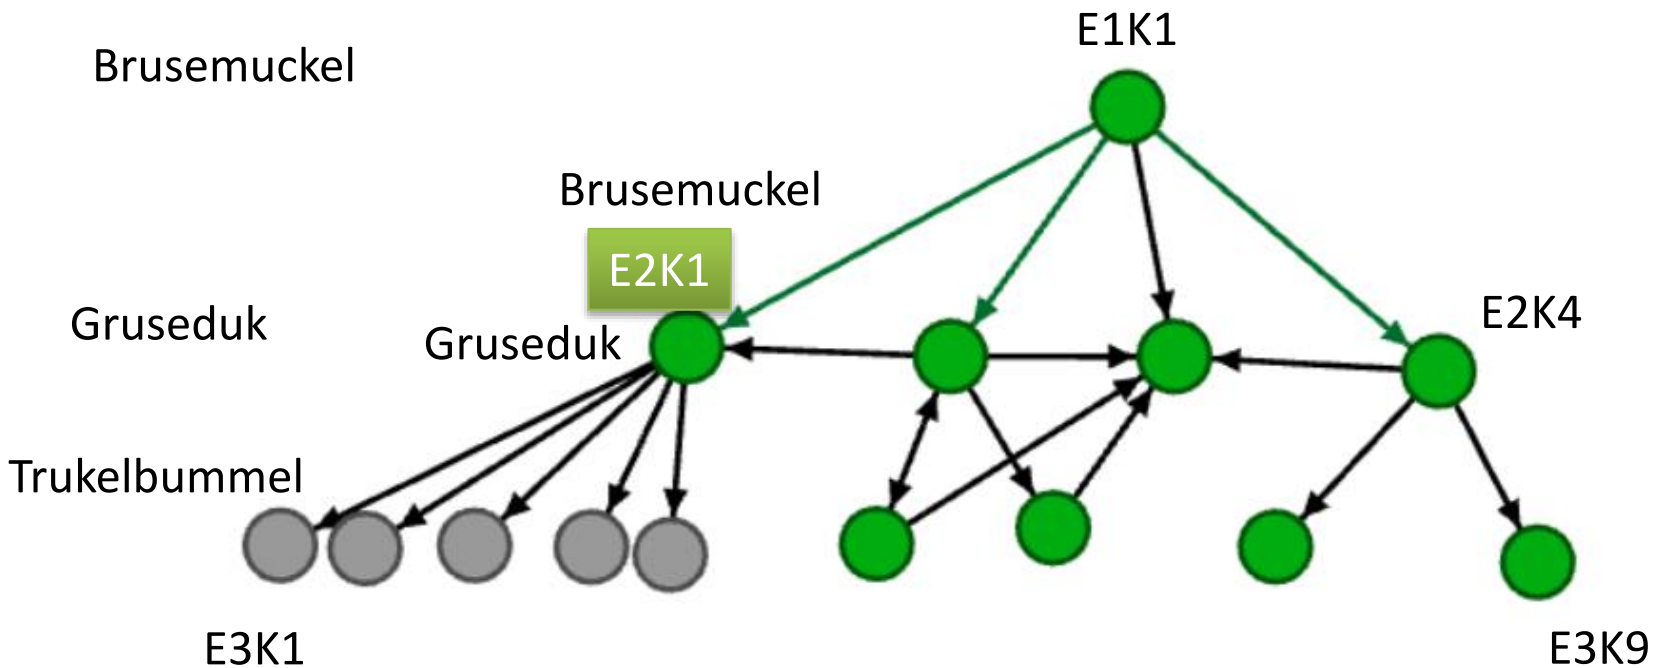 E1K1
Brusemuckel
Brusemuckel
E2K1
E2K4
Gruseduk
Gruseduk
Trukelbummel
E3K1
E3K9